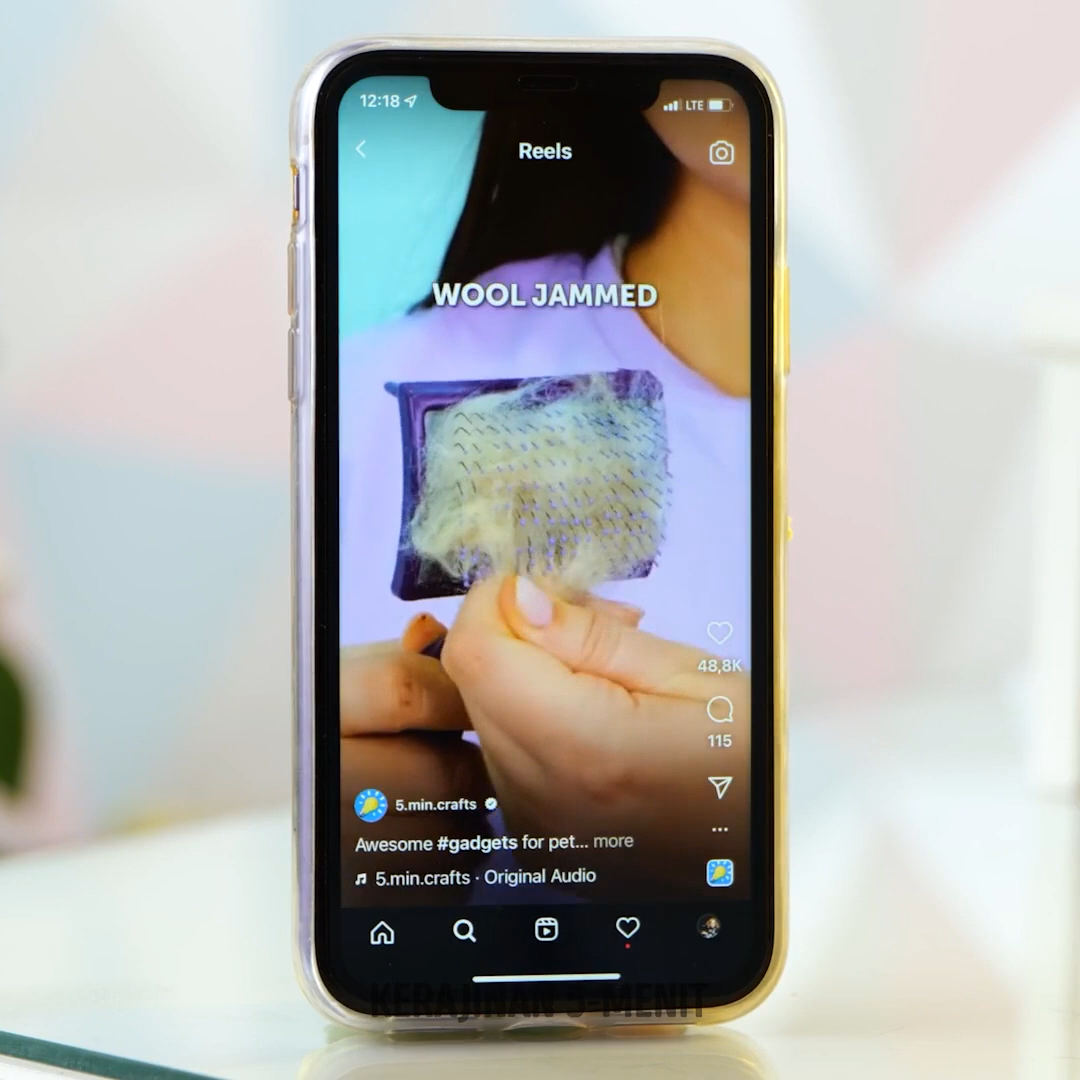 12:18
LTE
Reels
WOOL JAMMED
48,8K
115
5.min.crafts
Awesome #gadgets for pet... more
5.min.crafts · Original Audio
KERAJINAN 5-MENIT